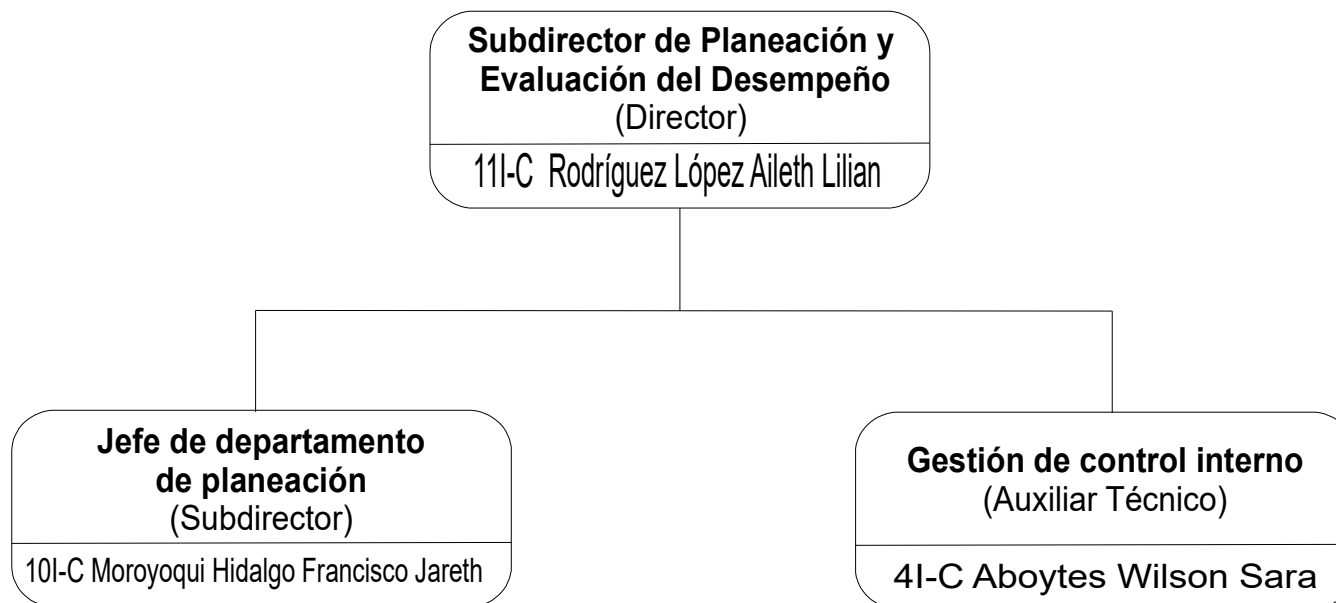 Subdirector de Planeación y
Evaluación del Desempeño
(Director)
11I-C Rodríguez López Aileth Lilian
Jefe de departamento
de planeación
(Subdirector)
10I-C Moroyoqui Hidalgo Francisco Jareth
Gestión de control interno
(Auxiliar Técnico)
4I-C Aboytes Wilson Sara